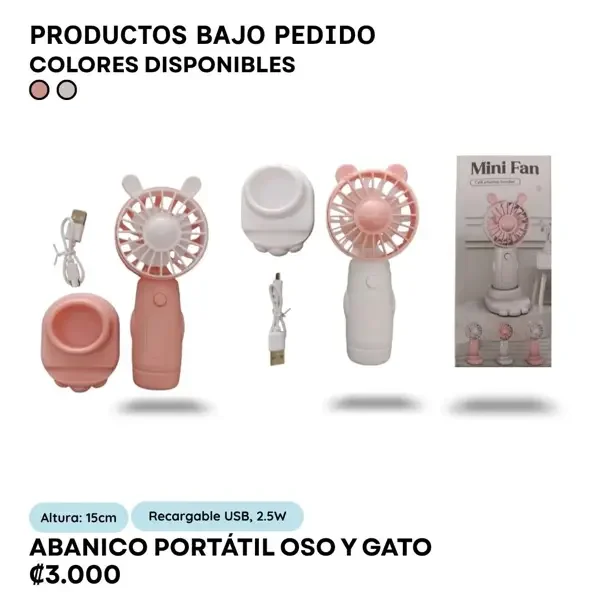 PRODUCTOS BAJO PEDIDO
COLORES DISPONIBLES
Mini Fan
Altura: 15cm
Recargable USB, 2.5W
ABANICO PORTÁTIL OSO Y GATO
₡3.000